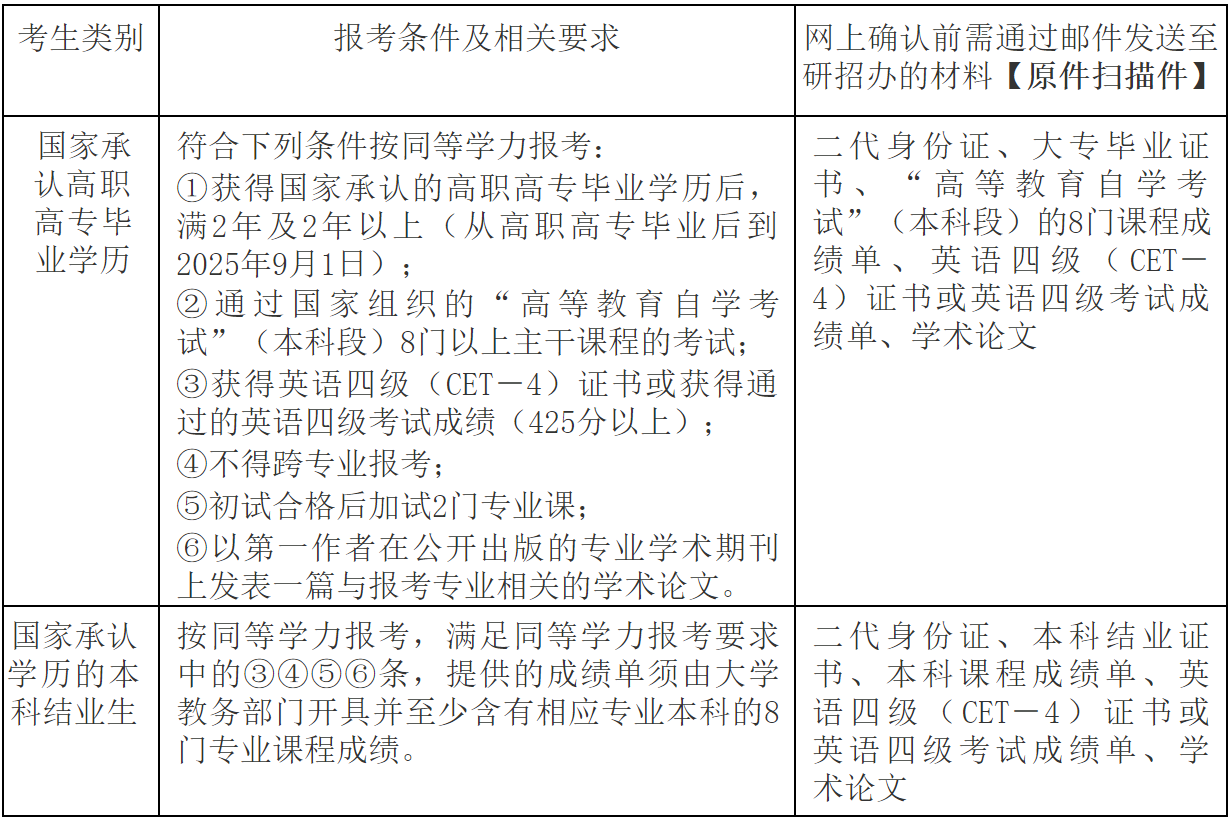 考生类别
报考条件及相关要求
网上确认前需通过邮件发送至
研招办的材料【原件扫描件】
国家承
认高职
高专毕
业学历
符合下列条件按同等学力报考：
①获得国家承认的高职高专毕业学历后，
满2年及2年以上（从高职高专毕业后到
2025年9月1日）；
②通过国家组织的“高等教育自学考
试”（本科段）8门以上主干课程的考试；
③获得英语四级（CET－4）证书或获得通
过的英语四级考试成绩（425分以上）；
④不得跨专业报考；
⑤初试合格后加试2门专业课；
⑥以第一作者在公开出版的专业学术期刊
上发表一篇与报考专业相关的学术论文。
二代身份证、大专毕业证
书、“高等教育自学考
试”（本科段）的8门课程成
绩单、英语四级（CET－
4）证书或英语四级考试成
绩单、学术论文
国家承认
学历的本
科结业生
按同等学力报考，满足同等学力报考要求
中的③④⑤⑥条，提供的成绩单须由大学
教务部门开具并至少含有相应专业本科的8
门专业课程成绩。
二代身份证、本科结业证
书、本科课程成绩单、英
语四级（CET－4）证书或
英语四级考试成绩单、学
术论文